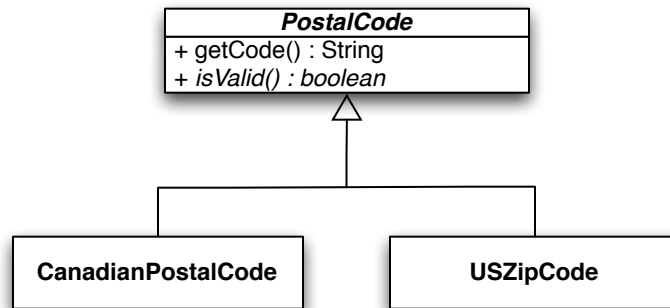 PostalCode
+ getCode() : String
+ isValid() : boolean
CanadianPostalCode
USZipCode